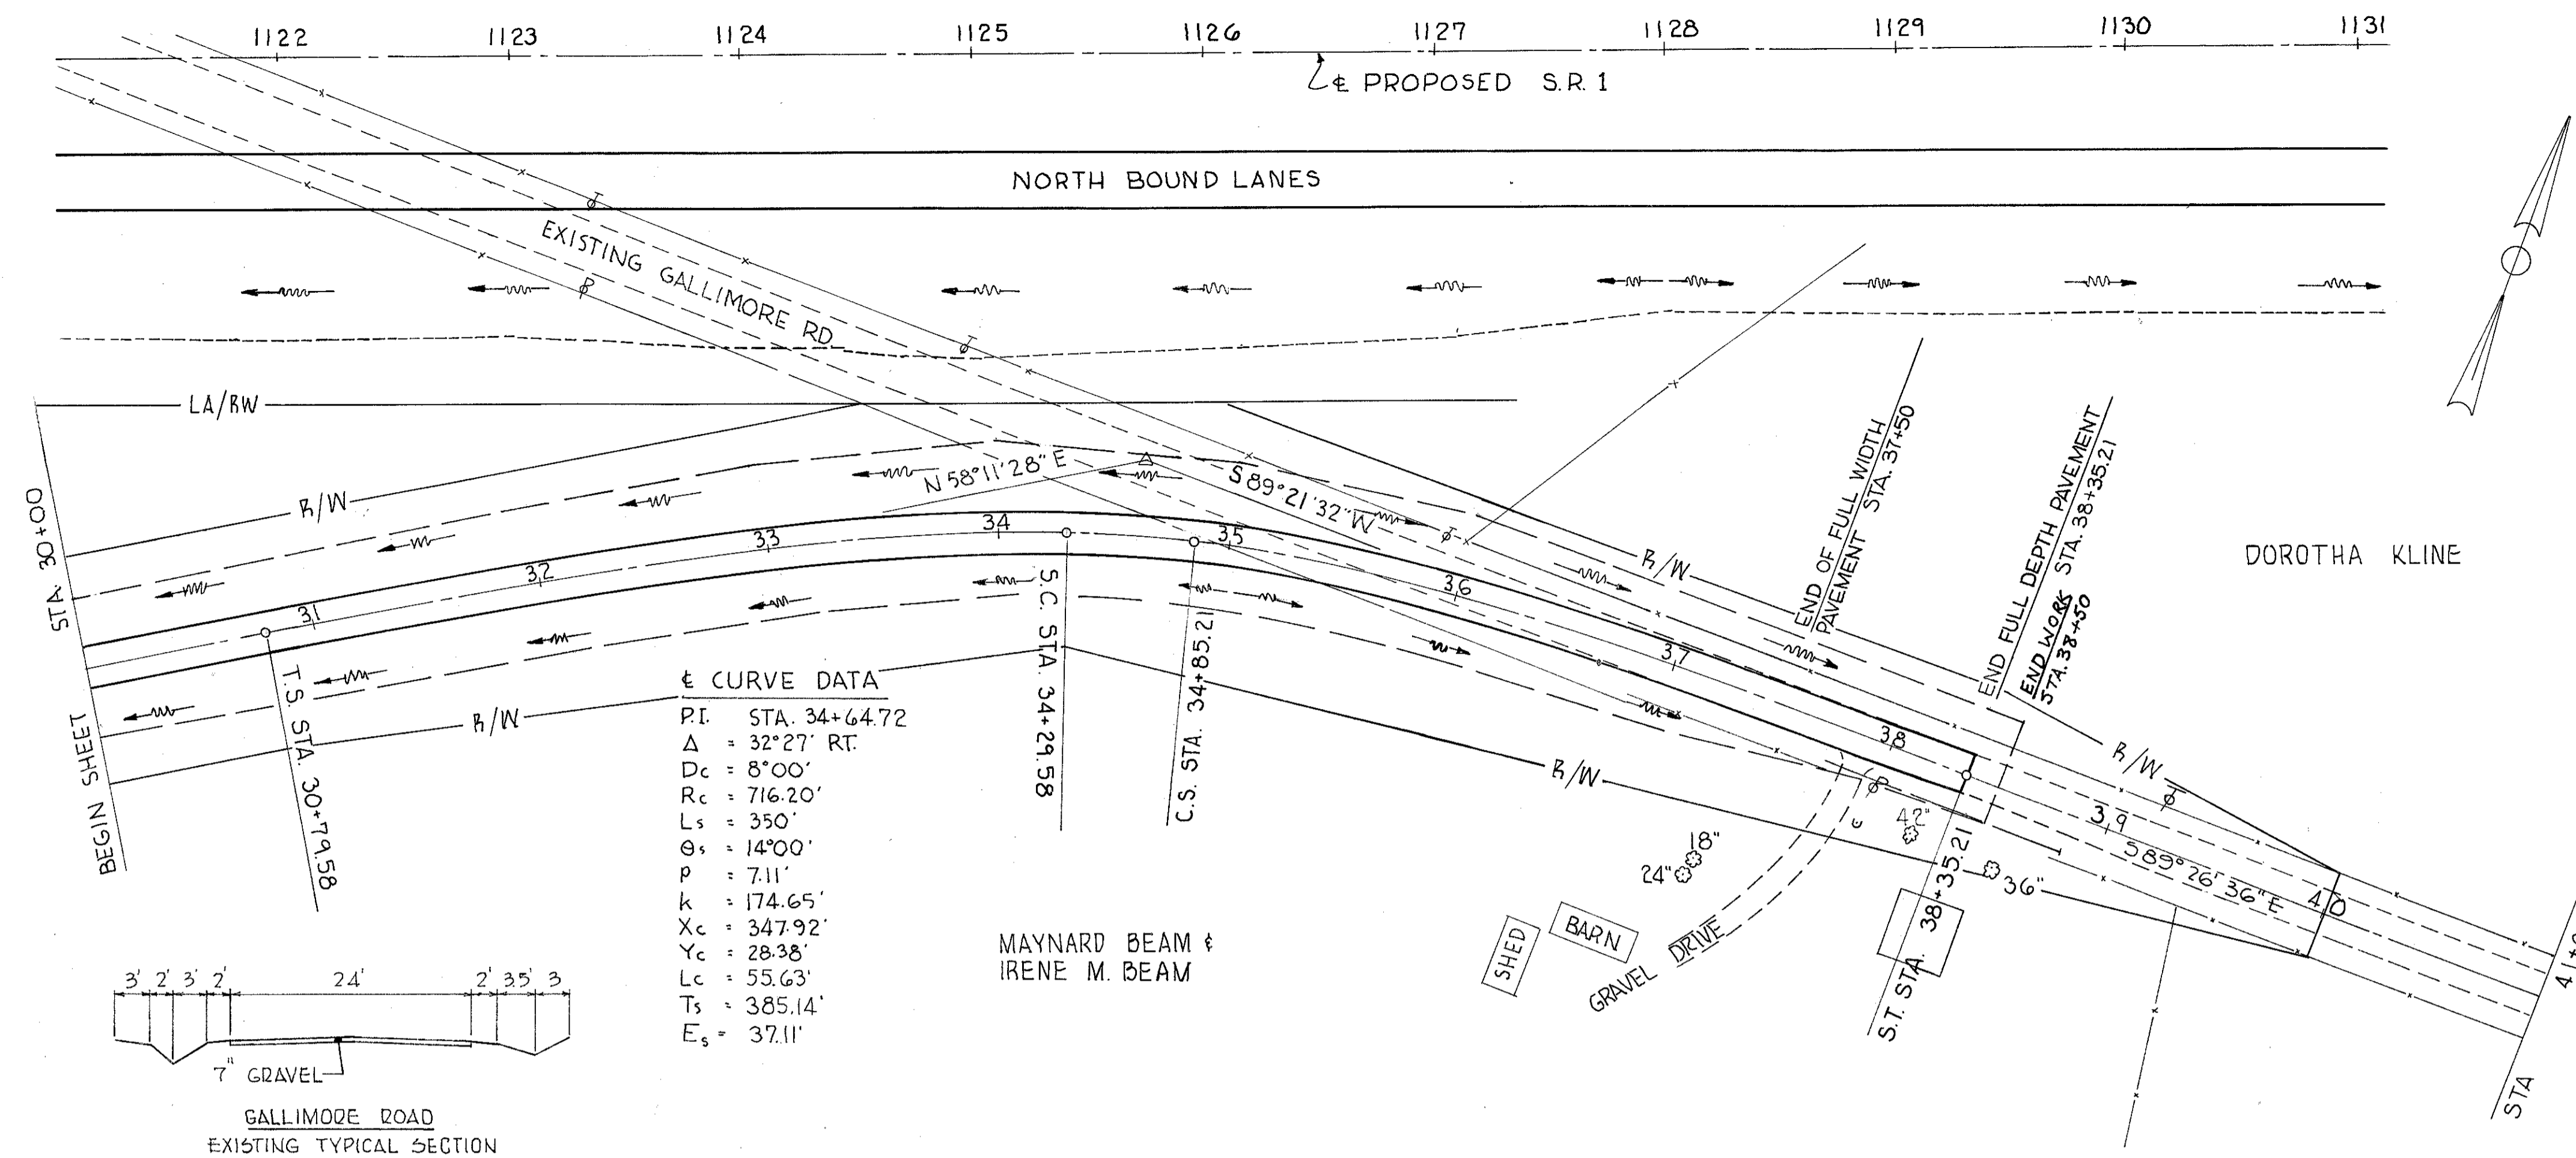 1122 1123 1124 1125 1126 1127 1128 1129 1130 1131
℄ PROPOSED S.R. 1
NORTH BOUND LANES
EXISTING GALLIMORE RD.
LA/RW
R/W
N 58°11'28" E
S 89°21'32" W
R/W
END OF FULL WIDTH
PAVEMENT STA. 37+50
END FULL DEPTH PAVEMENT
STA. 38+35.21
END WORK
STA. 38+50
DOROTHA KLINE
STA. 30+00
BEGIN SHEET
31 32 33 34 35 36 37 38 39 40
T.S. STA. 30+79.58
S.C. STA. 34+29.58
C.S. STA. 34+85.21
S.T. STA. 38+35.21
R/W
R/W
R/W
S 89° 26' 36" E
STA
℄ CURVE DATA
P.I. STA. 34+64.72
Δ = 32°27' RT.
Dc = 8°00'
Rc = 716.20'
Ls = 350'
θs = 14°00'
P = 7.11'
k = 174.65'
Xc = 347.92'
Yc = 28.38'
Lc = 55.63'
Ts = 385.14'
Es = 37.11'
MAYNARD BEAM &
IRENE M. BEAM
18"
24"
42"
36"
SHED
BARN
GRAVEL DRIVE
3' 2' 3' 2' 24' 2' 3.5' 3
7" GRAVEL
GALLIMORE ROAD
EXISTING TYPICAL SECTION